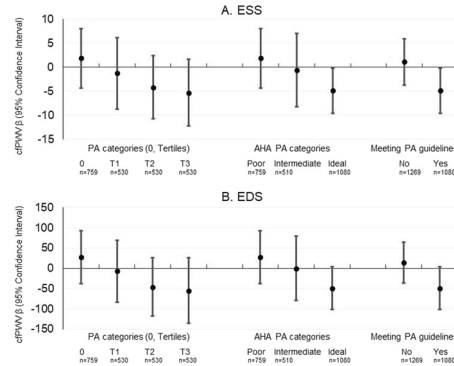 A. ESS
cfPWV β (95% Confidence Interval)
10
5
0
-5
-10
-15
PA categories (0, Tertiles) AHA PA categories Meeting PA guidelines
0 T1 T2 T3 Poor Intermediate Ideal No Yes
n=759 n=530 n=530 n=530 n=759 n=510 n=1080 n=1269 n=1080
B. EDS
cfPWV β (95% Confidence Interval)
150
100
50
0
-50
-100
-150
PA categories (0, Tertiles) AHA PA categories Meeting PA guidelines
0 T1 T2 T3 Poor Intermediate Ideal No Yes
n=759 n=530 n=530 n=530 n=759 n=510 n=1080 n=1269 n=1080